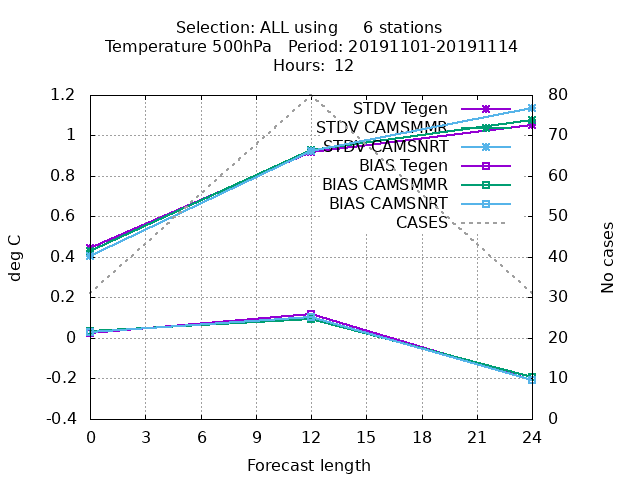 Selection: ALL using     6 stations
Temperature 500hPa   Period: 20191101-20191114
Hours: 12
1.2
1
0.8
0.6
0.4
0.2
0
-0.2
-0.4
80
70
60
50
40
30
20
10
0
deg C
No cases
STDV Tegen
STDV CAMSMMR
STDV CAMSNRT
BIAS Tegen
BIAS CAMSMMR
BIAS CAMSNRT
CASES
0 3 6 9 12 15 18 21 24
Forecast length